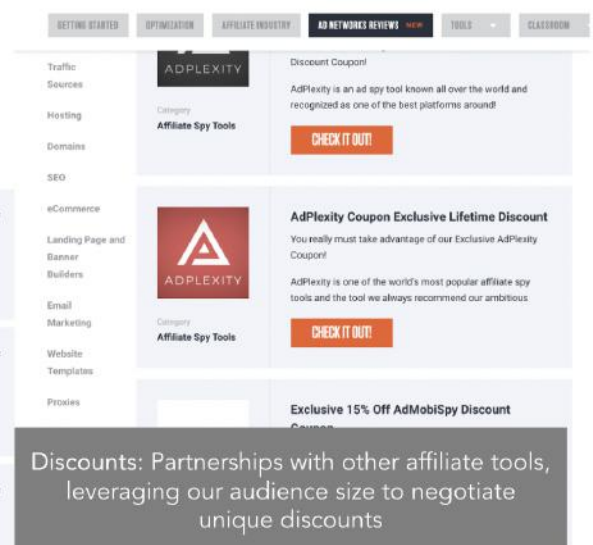 GETTING STARTED
OPTIMIZATION
AFFILIATE INDUSTRY
AD NETWORKS REVIEWS NEW
TOOLS
CLASSROOM
Traffic
Sources
Hosting
Domains
SEO
eCommerce
Landing Page and
Banner
Builders
Email
Marketing
Website
Templates
Proxies
ADPLEXITY
Category
Affiliate Spy Tools
Discount Coupon!
AdPlexity is an ad spy tool known all over the world and
recognized as one of the best platforms around!
CHECK IT OUT!
ADPLEXITY
Category
Affiliate Spy Tools
AdPlexity Coupon Exclusive Lifetime Discount
You really must take advantage of our Exclusive AdPlexity
Coupon!
AdPlexity is one of the world's most popular affiliate spy
tools and the tool we always recommend our ambitious
CHECK IT OUT!
Exclusive 15% Off AdMobiSpy Discount
Discounts: Partnerships with other affiliate tools,
leveraging our audience size to negotiate
unique discounts